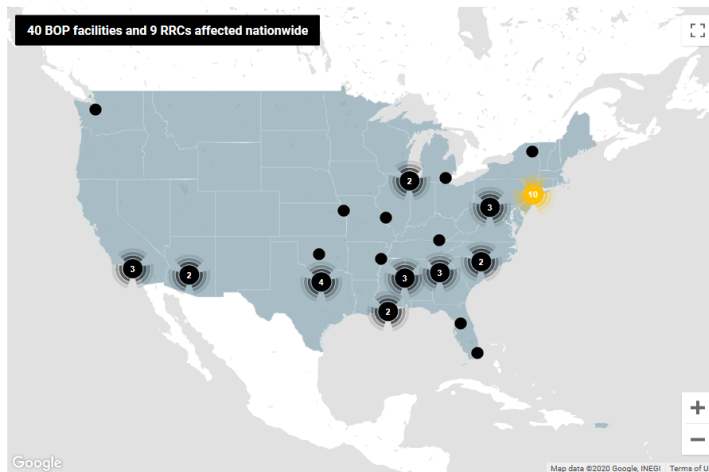 40 BOP facilities and 9 RRCs affected nationwide
2
10
3
3
2
4
3
3
2
2
Google
Map data ©2020 Google, INEGI
Terms of U